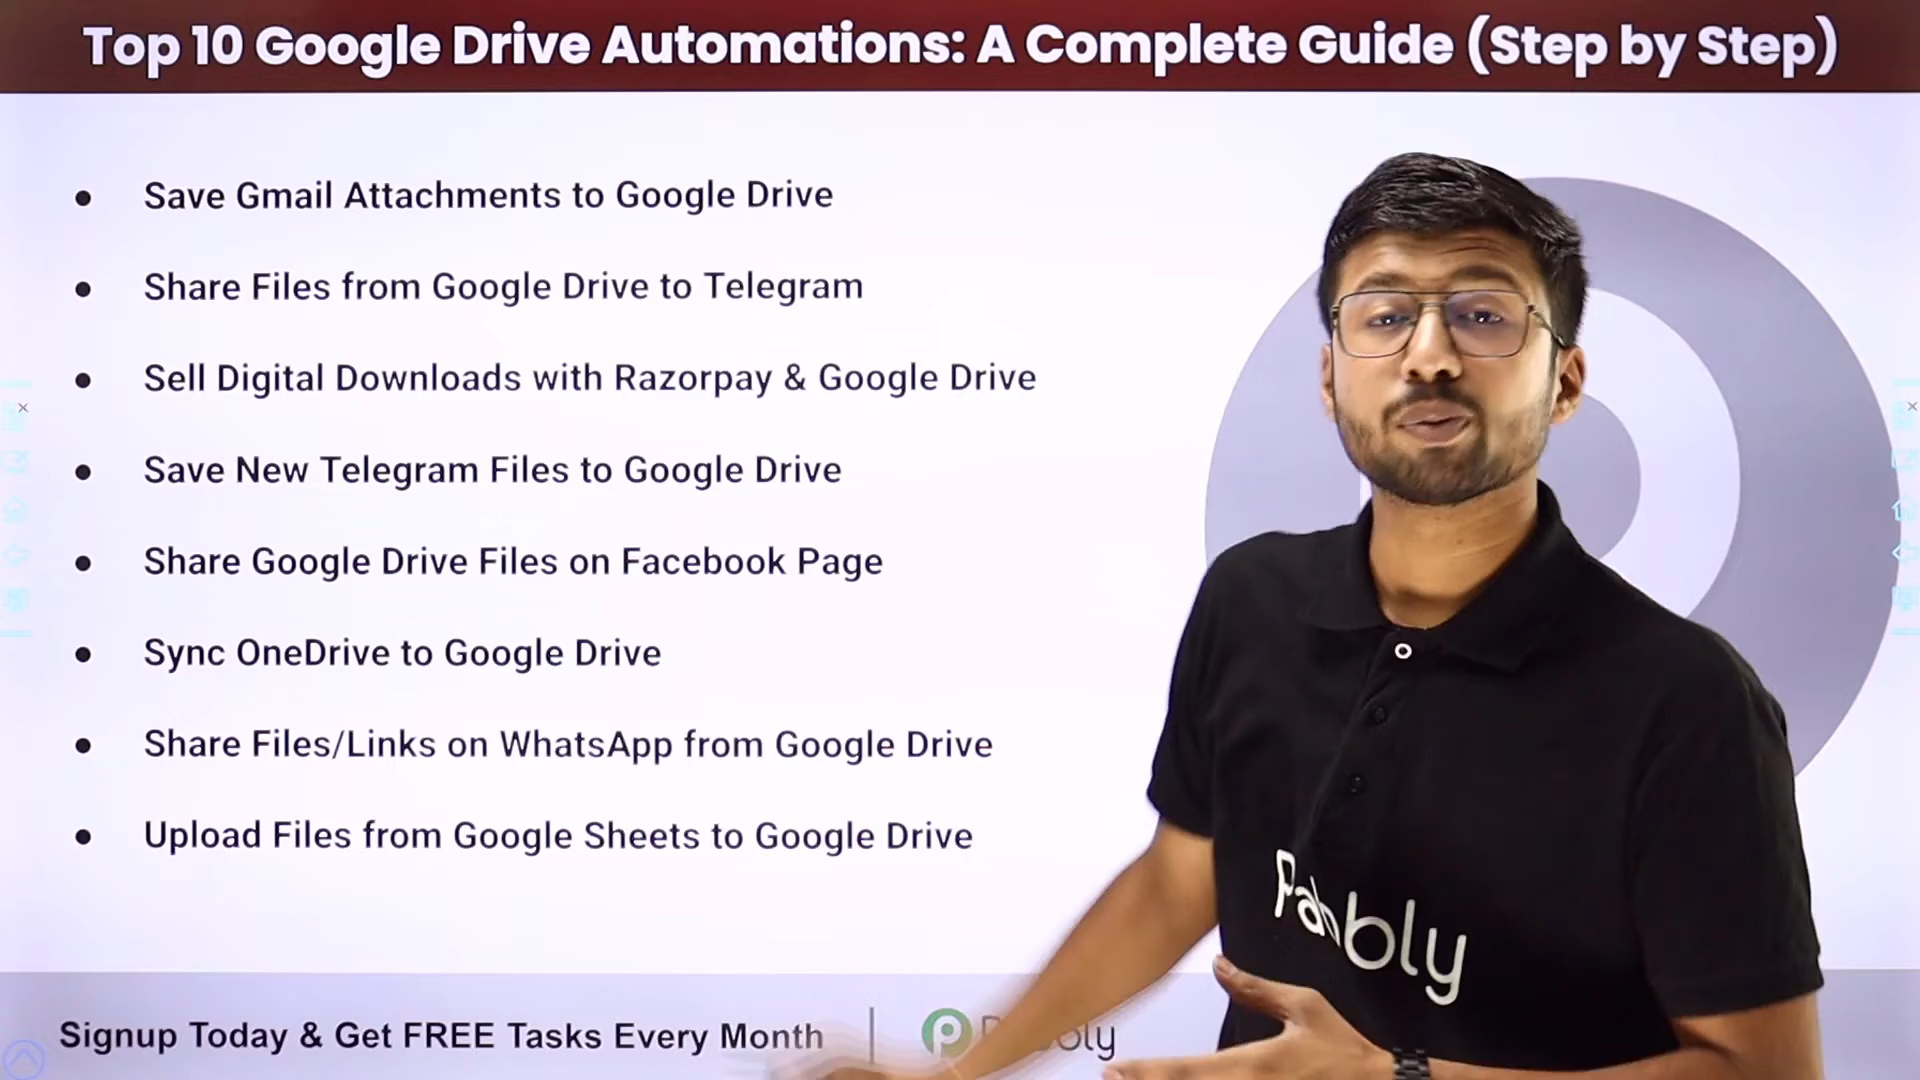 Top 10 Google Drive Automations: A Complete Guide (Step by Step)
● Save Gmail Attachments to Google Drive
● Share Files from Google Drive to Telegram
● Sell Digital Downloads with Razorpay & Google Drive
● Save New Telegram Files to Google Drive
● Share Google Drive Files on Facebook Page
● Sync OneDrive to Google Drive
● Share Files/Links on WhatsApp from Google Drive
● Upload Files from Google Sheets to Google Drive
Pabbly
Signup Today & Get FREE Tasks Every Month